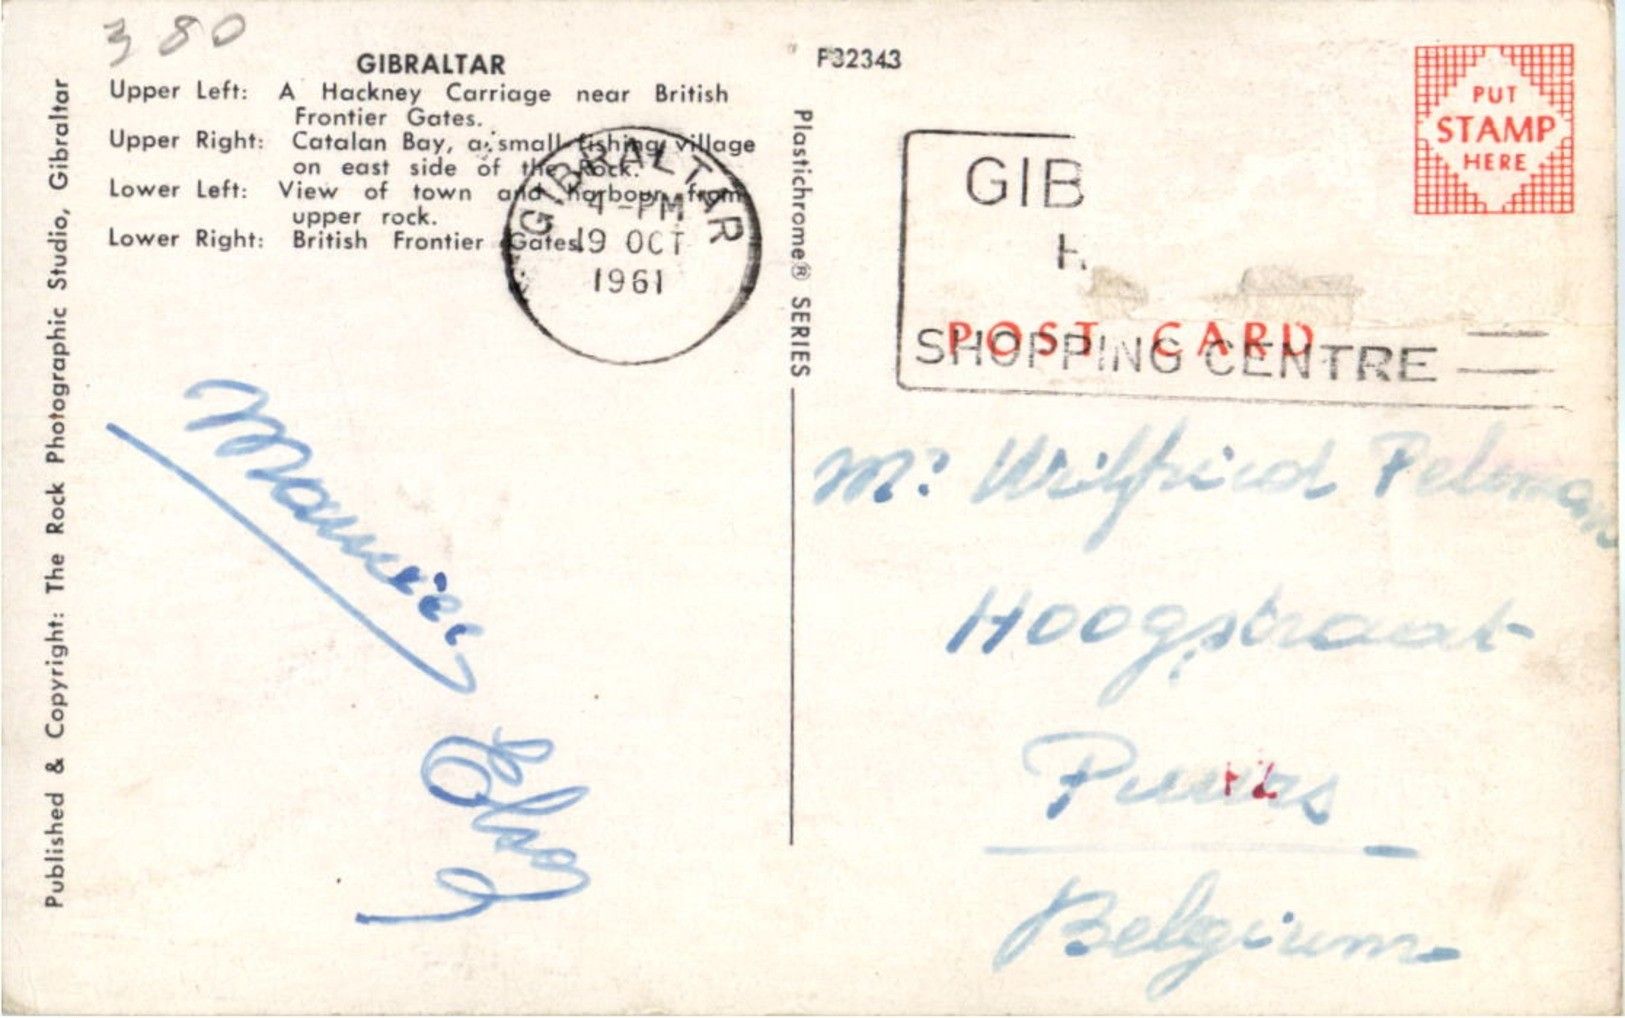 380
GIBRALTAR
Upper Left: A Hackney Carriage near British
Frontier Gates.
Upper Right: Catalan Bay, a small fishing village
on east side of the Rock.
Lower Left: View of town and harbour from
upper rock.
Lower Right: British Frontier Gates.
Published & Copyright: The Rock Photographic Studio, Gibraltar
GIBRALTAR
4-PM
19 OCT
1961
Plastichrome® SERIES
P32343
PUT
STAMP
HERE
GIB
H
SHOPPING CENTRE
POST CARD
Mr Wilfried Pelsmans
Hoogstraat
Puurs
Belgium